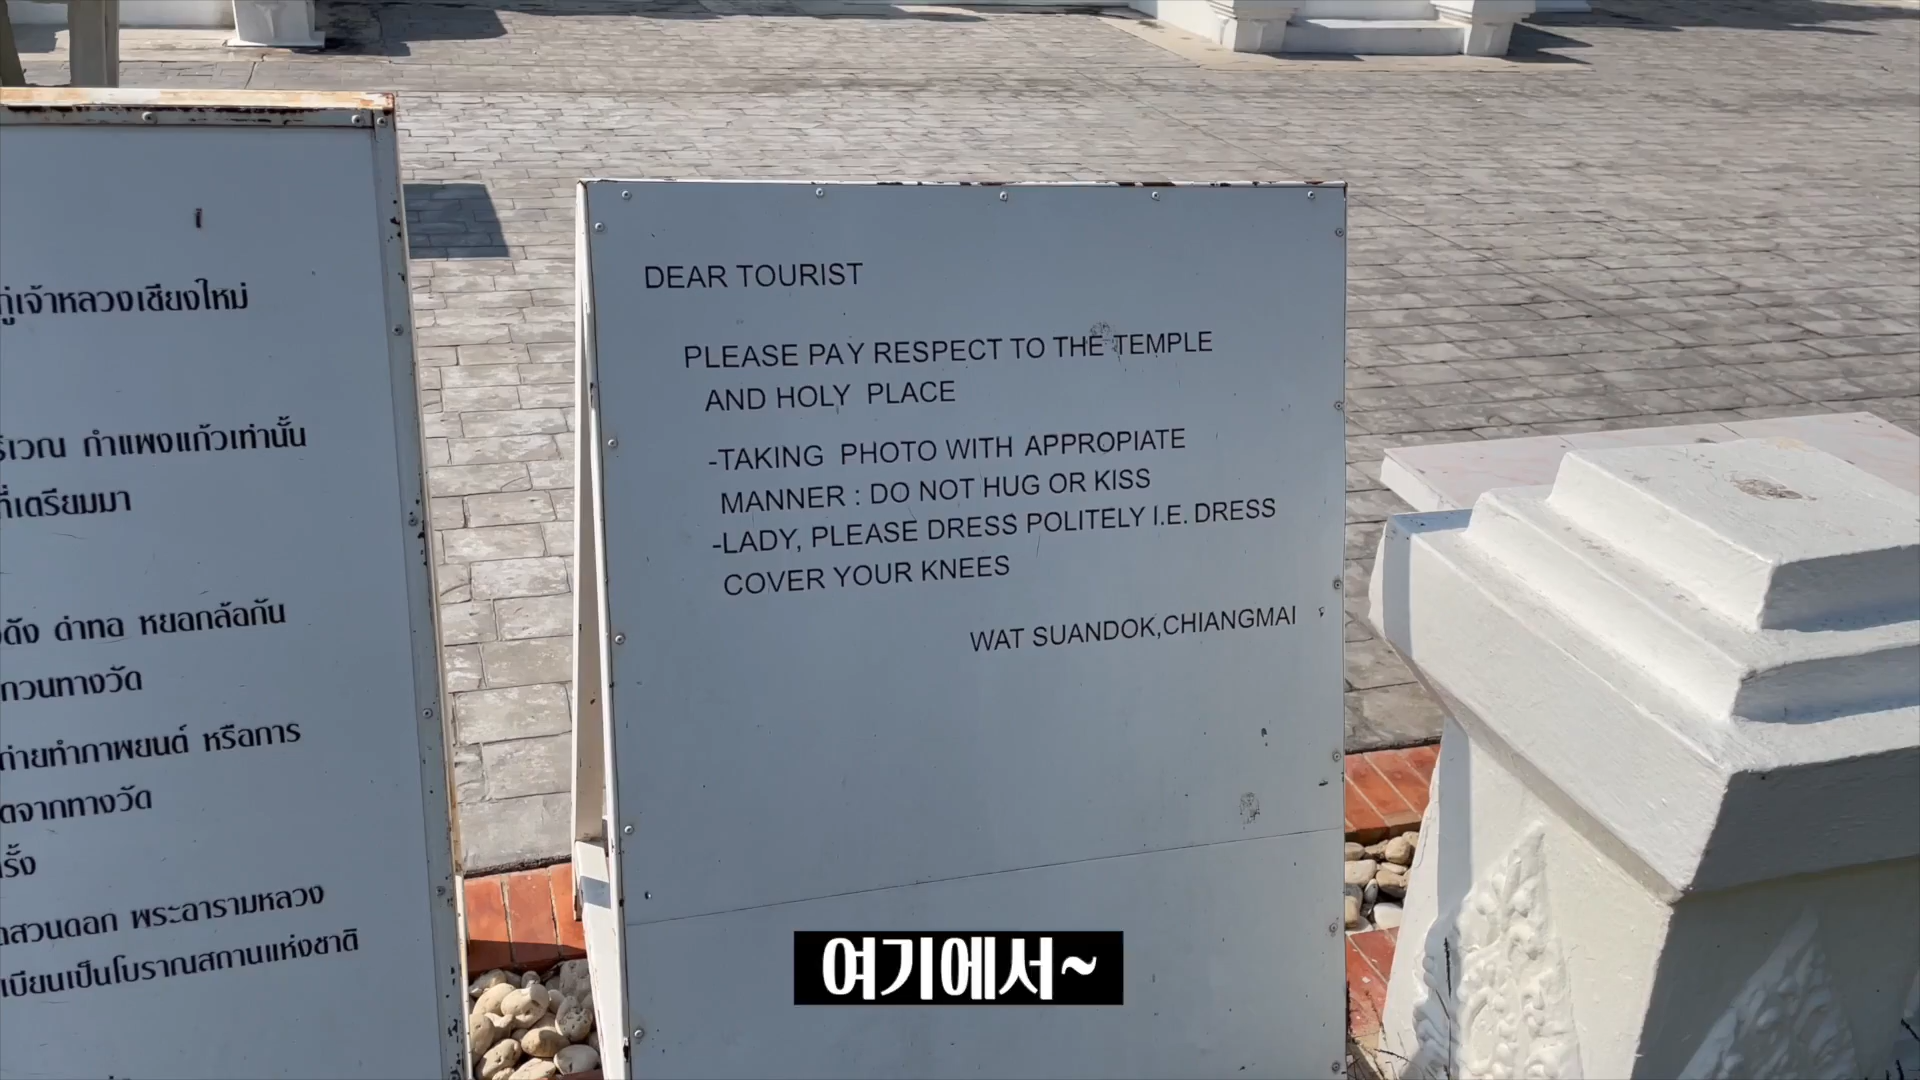 กู่เจ้าหลวงเชียงใหม่
ริเวณ กำแพงแก้วเท่านั้น
ที่เตรียมมา
ดัง ด่าทอ หยอกล้อกัน
กวนทางวัด
ถ่ายทำภาพยนต์ หรือการ
ตจากทางวัด
ครั้ง
สวนดอก พระอารามหลวง
เบียนเป็นโบราณสถานแห่งชาติ
DEAR TOURIST
PLEASE PAY RESPECT TO THE TEMPLE
AND HOLY PLACE
-TAKING PHOTO WITH APPROPIATE
MANNER : DO NOT HUG OR KISS
-LADY, PLEASE DRESS POLITELY I.E. DRESS
COVER YOUR KNEES
WAT SUANDOK,CHIANGMAI
여기에서~